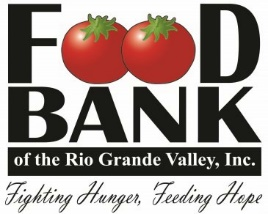 FOOD
BANK
of the Rio Grande Valley, Inc.
Fighting Hunger, Feeding Hope